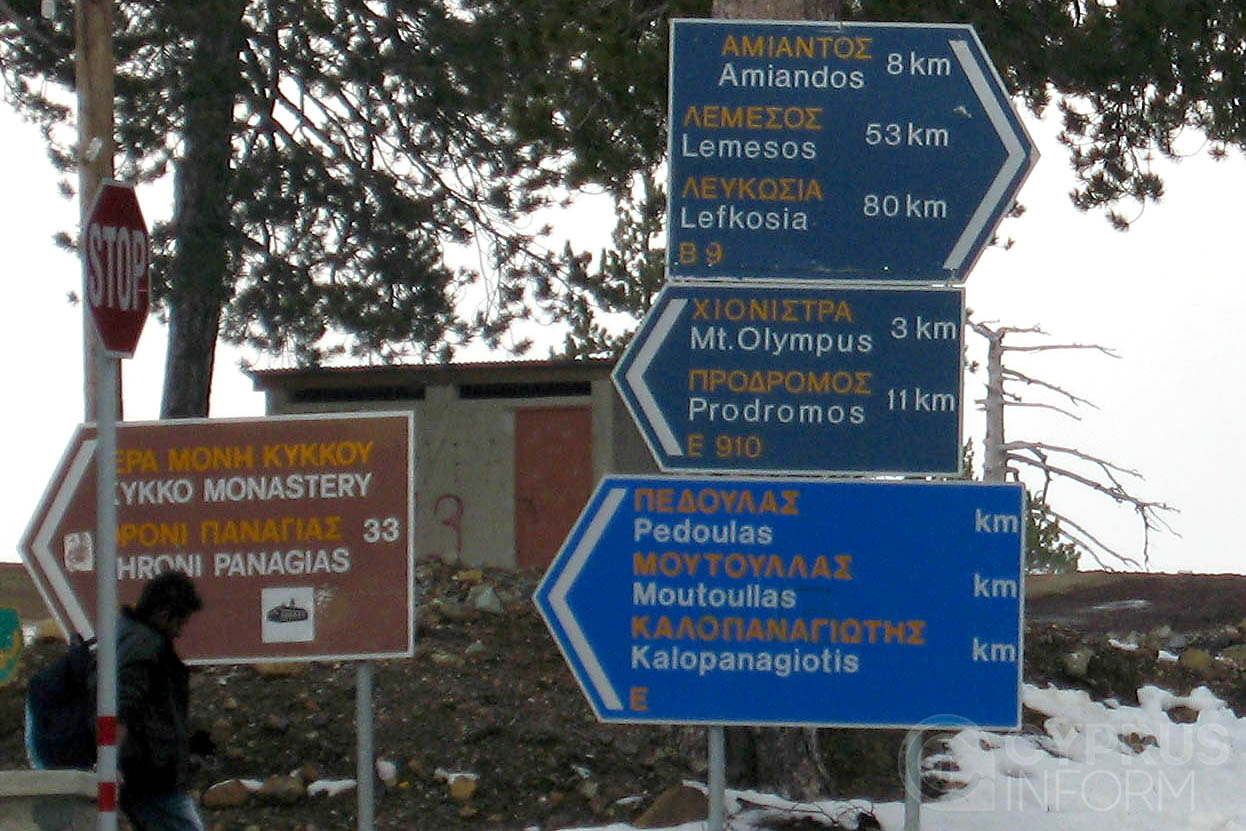 STOP
ΕΡΑ ΜΟΝΗ ΚΥΚΚΟΥ
YKKO MONASTERY
ΡΟΝΙ ΠΑΝΑΓΙΑΣ 33
HRONI PANAGIAS
ΑΜΙΑΝΤΟΣ 8 km
Amiandos
ΛΕΜΕΣΟΣ 53 km
Lemesos
ΛΕΥΚΩΣΙΑ 80 km
Lefkosia
B 9
ΧΙΟΝΙΣΤΡΑ 3 km
Mt. Olympus
ΠΡΟΔΡΟΜΟΣ 11 km
Prodromos
E 910
ΠΕΔΟΥΛΑΣ km
Pedoulas
ΜΟΥΤΟΥΛΛΑΣ km
Moutoullas
ΚΑΛΟΠΑΝΑΓΙΩΤΗΣ km
Kalopanagiotis
E
CYPRUS
INFORM